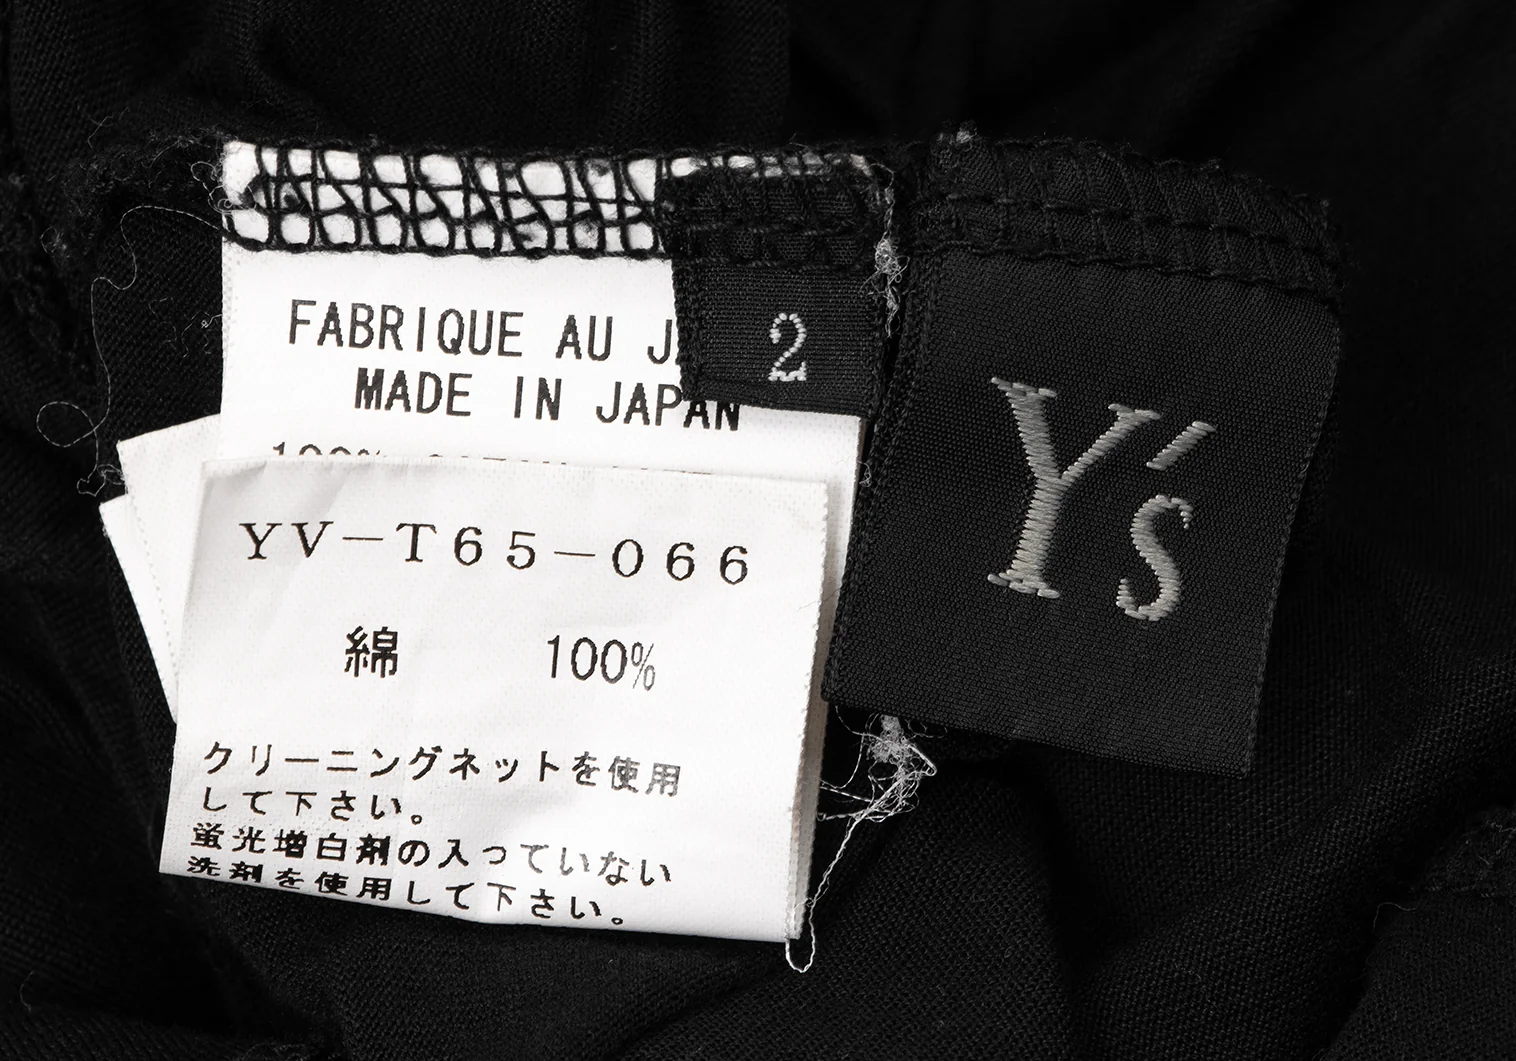 FABRIQUE AU J
2
MADE IN JAPAN
100%
Y's
YV-T65-066
綿 100%
クリーニングネットを使用
して下さい。
蛍光増白剤の入っていない
洗剤を使用して下さい。